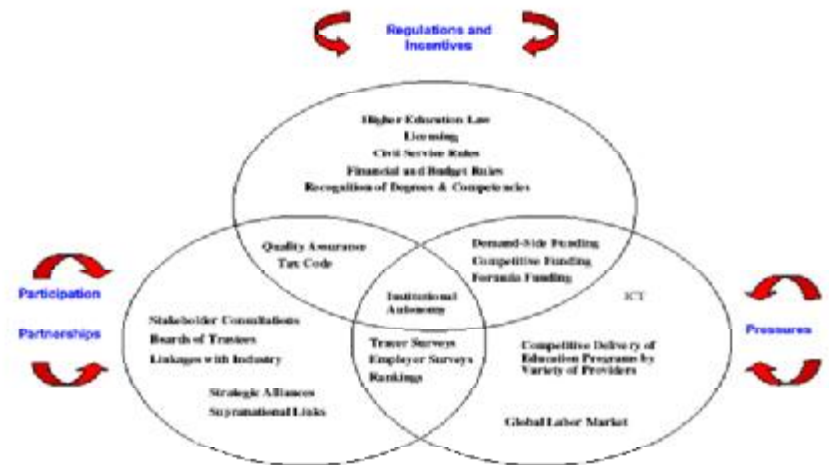 Regulations and
Incentives
Higher Education Law
Licensing
Civil Service Rules
Financial and Budget Rules
Recognition of Degrees & Competencies
Quality Assurance
Tax Code
Demand-Side Funding
Competitive Funding
Formula Funding
Institutional
Autonomy
ICT
Participation
Partnerships
Stakeholder Consultations
Boards of Trustees
Linkages with Industry
Strategic Alliances
Supranational Links
Tracer Surveys
Employer Surveys
Rankings
Competitive Delivery of
Education Programs by
Variety of Providers
Global Labor Market
Pressures